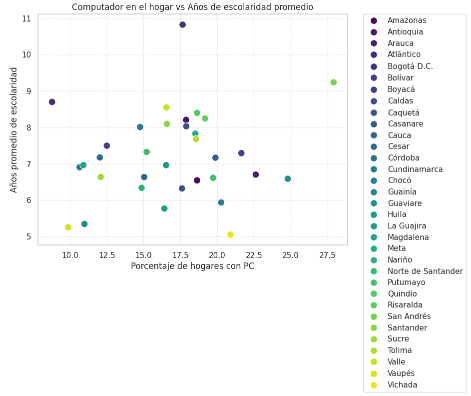 Computador en el hogar vs Años de escolaridad promedio
Años promedio de escolaridad
11
10
9
8
7
6
5
10.0 12.5 15.0 17.5 20.0 22.5 25.0 27.5
Porcentaje de hogares con PC
Amazonas
Antioquia
Arauca
Atlántico
Bogotá D.C.
Bolívar
Boyacá
Caldas
Caquetá
Casanare
Cauca
Cesar
Córdoba
Cundinamarca
Chocó
Guainía
Guaviare
Huila
La Guajira
Magdalena
Meta
Nariño
Norte de Santander
Putumayo
Quindío
Risaralda
San Andrés
Santander
Sucre
Tolima
Valle
Vaupés
Vichada